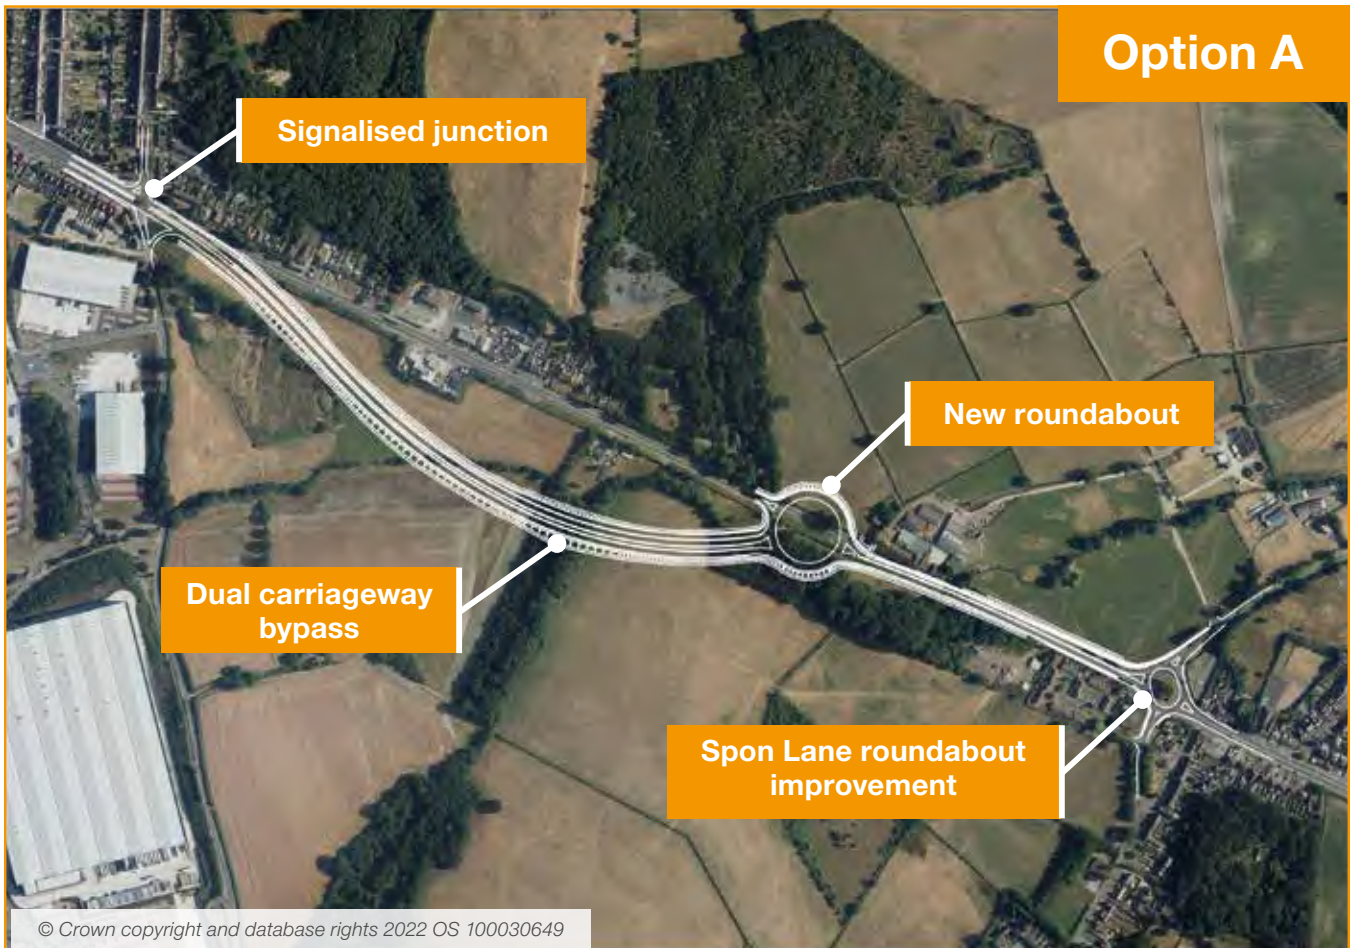 Option A
Signalised junction
New roundabout
Dual carriageway
bypass
Spon Lane roundabout
improvement
© Crown copyright and database rights 2022 OS 100030649